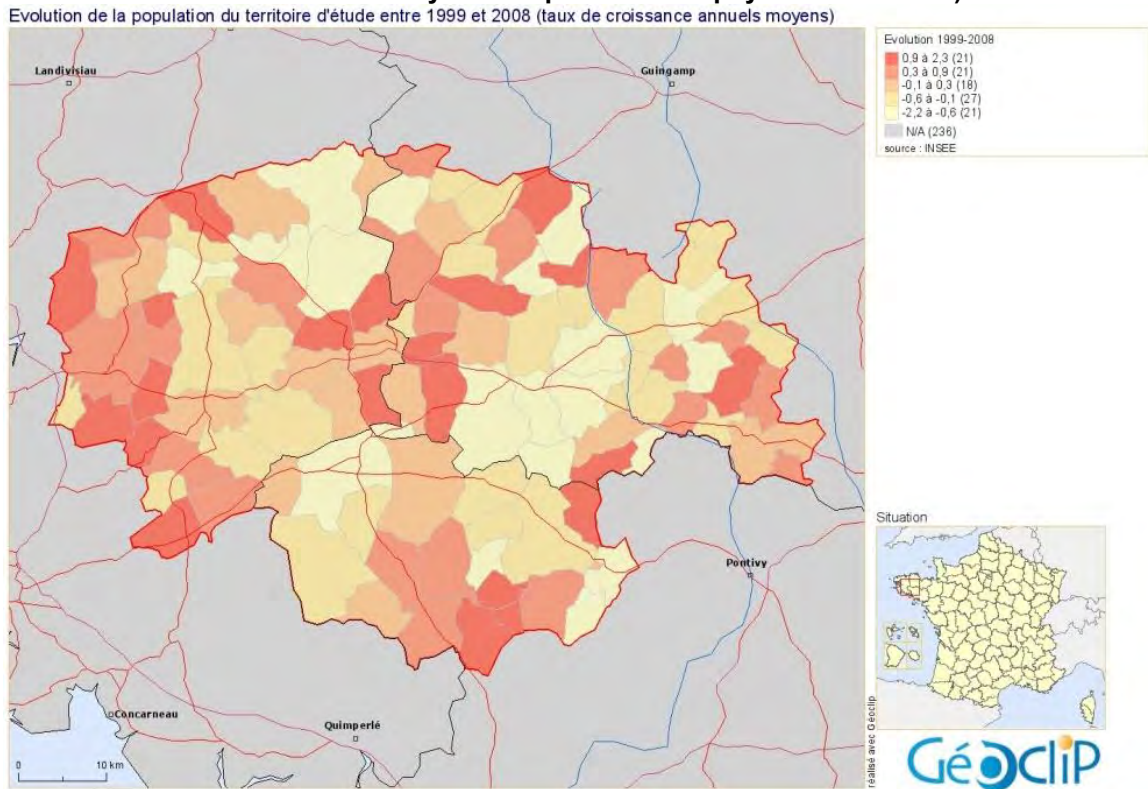 Evolution de la population du territoire d'étude entre 1999 et 2008 (taux de croissance annuels moyens)
Landivisiau
Guingamp
Pontivy
Concarneau
Quimperlé
0 10 km
Evolution 1999-2008
0,9 à 2,3 (21)
0,3 à 0,9 (21)
-0,1 à 0,3 (18)
-0,6 à -0,1 (27)
-2,2 à -0,6 (21)
N/A (236)
source : INSEE
Situation
réalisé avec Géoclip
GéOcliP